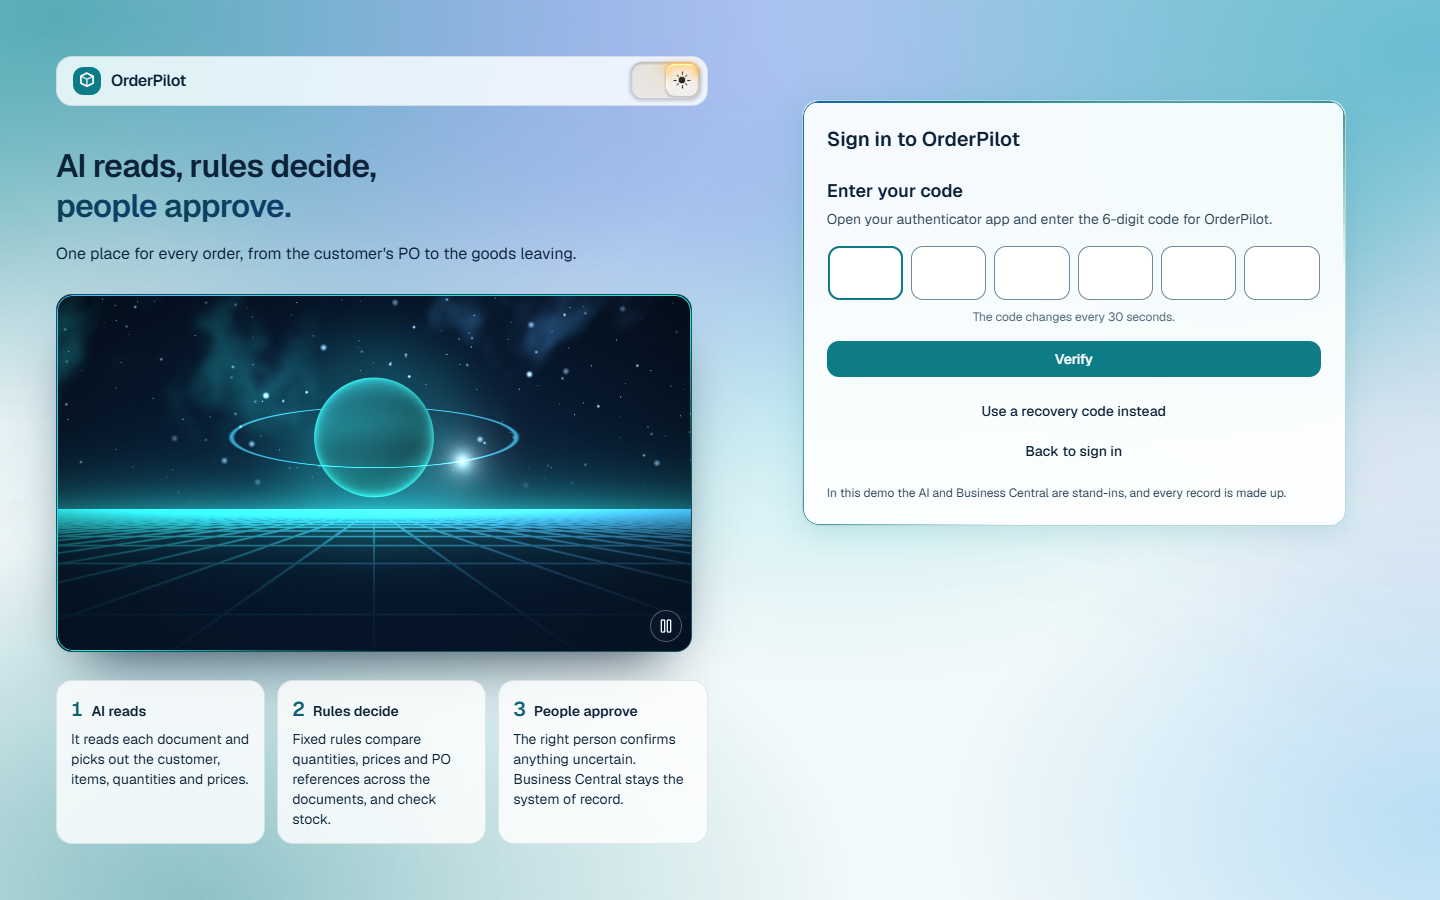 OrderPilot
AI reads, rules decide,
people approve.
One place for every order, from the customer's PO to the goods leaving.
1 AI reads
It reads each document and
picks out the customer,
items, quantities and prices.
2 Rules decide
Fixed rules compare
quantities, prices and PO
references across the
documents, and check
stock.
3 People approve
The right person confirms
anything uncertain.
Business Central stays the
system of record.
Sign in to OrderPilot
Enter your code
Open your authenticator app and enter the 6-digit code for OrderPilot.
The code changes every 30 seconds.
Verify
Use a recovery code instead
Back to sign in
In this demo the AI and Business Central are stand-ins, and every record is made up.